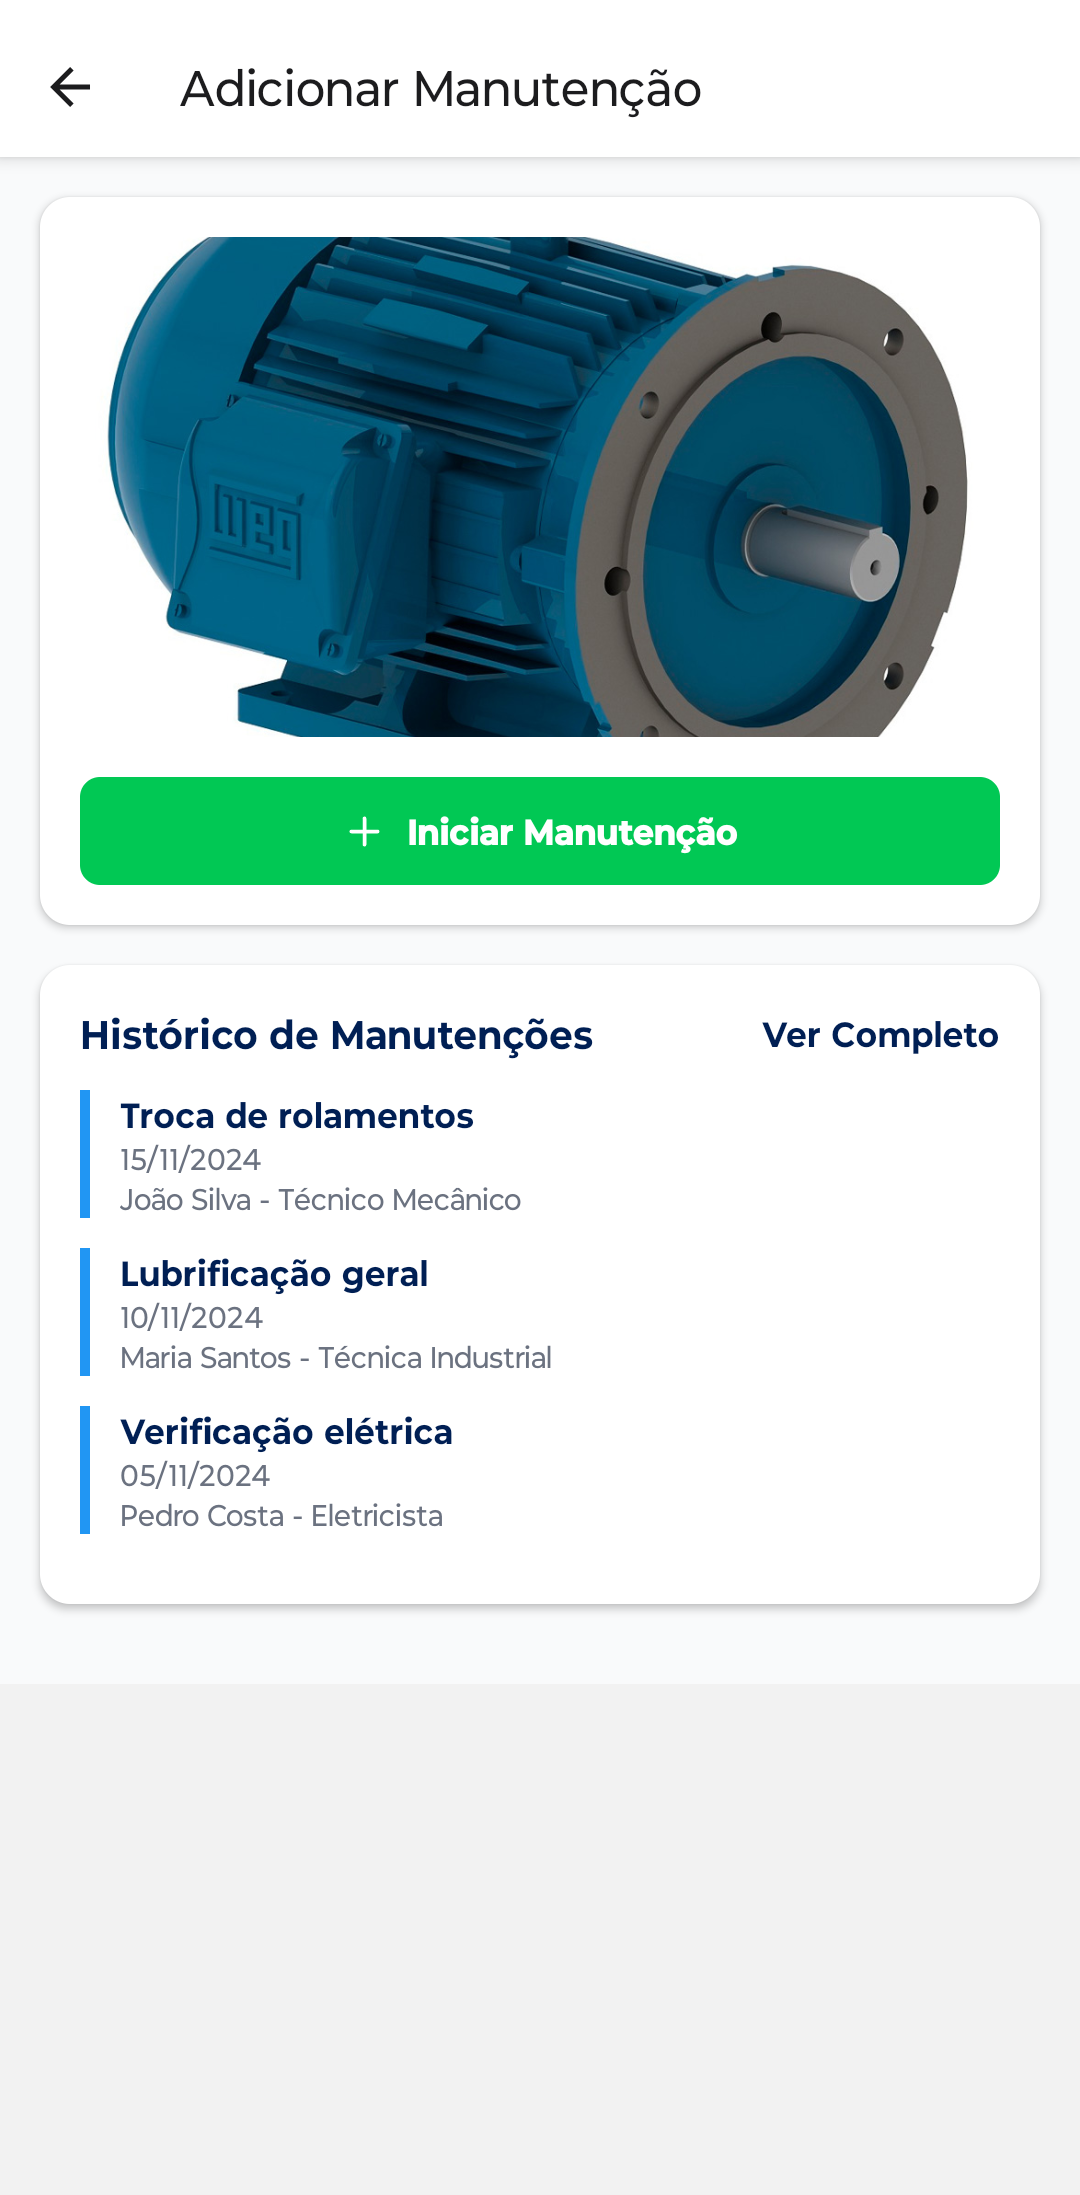 Adicionar Manutenção
weg
Iniciar Manutenção
Histórico de Manutenções
Ver Completo
Troca de rolamentos
15/11/2024
João Silva - Técnico Mecânico
Lubrificação geral
10/11/2024
Maria Santos - Técnica Industrial
Verificação elétrica
05/11/2024
Pedro Costa - Eletricista